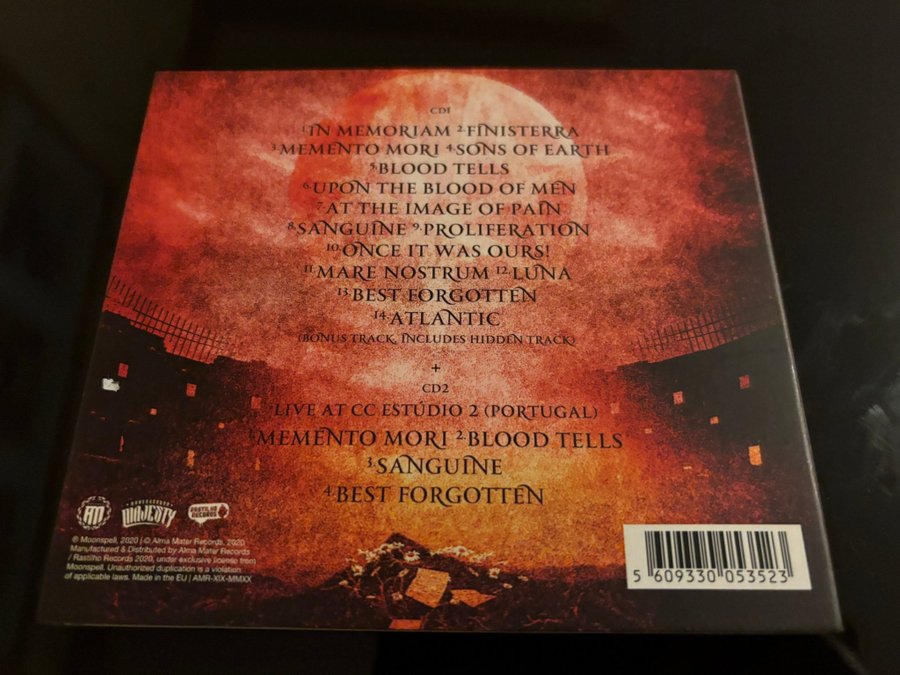 CD1
1.IN MEMORIAM 2.FINISTERRA
3.MEMENTO MORI 4.SONS OF EARTH
5.BLOOD TELLS
6.UPON THE BLOOD OF MEN
7.AT THE IMAGE OF PAIN
8.SANGUINE 9.PROLIFERATION
10.ONCE IT WAS OURS!
11.MARE NOSTRUM 12.LUNA
13.BEST FORGOTTEN
14.ATLANTIC
(BONUS TRACK, INCLUDES HIDDEN TRACK)
+
CD2
LIVE AT CC ESTÚDIO 2 (PORTUGAL)
1.MEMENTO MORI 2.BLOOD TELLS
3.SANGUINE
4.BEST FORGOTTEN
AM
MAJESTY
RASTILHO
RECORDS
℗ Moonspell, 2020 | © Alma Mater Records, 2020
Manufactured & Distributed by Alma Mater Records
/ Rastilho Records 2020, under exclusive license from
Moonspell. Unauthorized duplication is a violation
of applicable laws. Made in the EU | AMR-XIX-MMXX
5 609330 053523